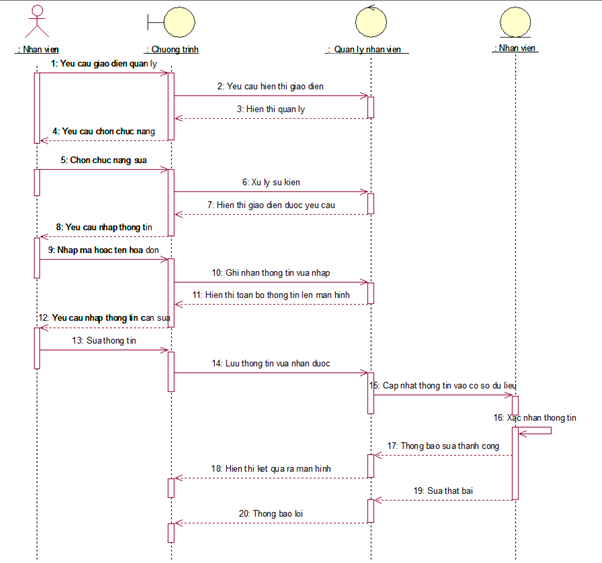 : Nhan vien
: Chuong trinh
: Quan ly nhan vien
: Nhan vien
1: Yeu cau giao dien quan ly
2: Yeu cau hien thi giao dien
3: Hien thi quan ly
4: Yeu cau chon chuc nang
5: Chon chuc nang sua
6: Xu ly su kien
7: Hien thi giao dien duoc yeu cau
8: Yeu cau nhap thong tin
9: Nhap ma hoac ten hoa don
10: Ghi nhan thong tin vua nhap
11: Hien thi toan bo thong tin len man hinh
12: Yeu cau nhap thong tin can sua
13: Sua thong tin
14: Luu thong tin vua nhan duoc
15: Cap nhat thong tin vao co so du lieu
16: Xac nhan thong tin
17: Thong bao sua thanh cong
18: Hien thi ket qua ra man hinh
19: Sua that bai
20: Thong bao loi